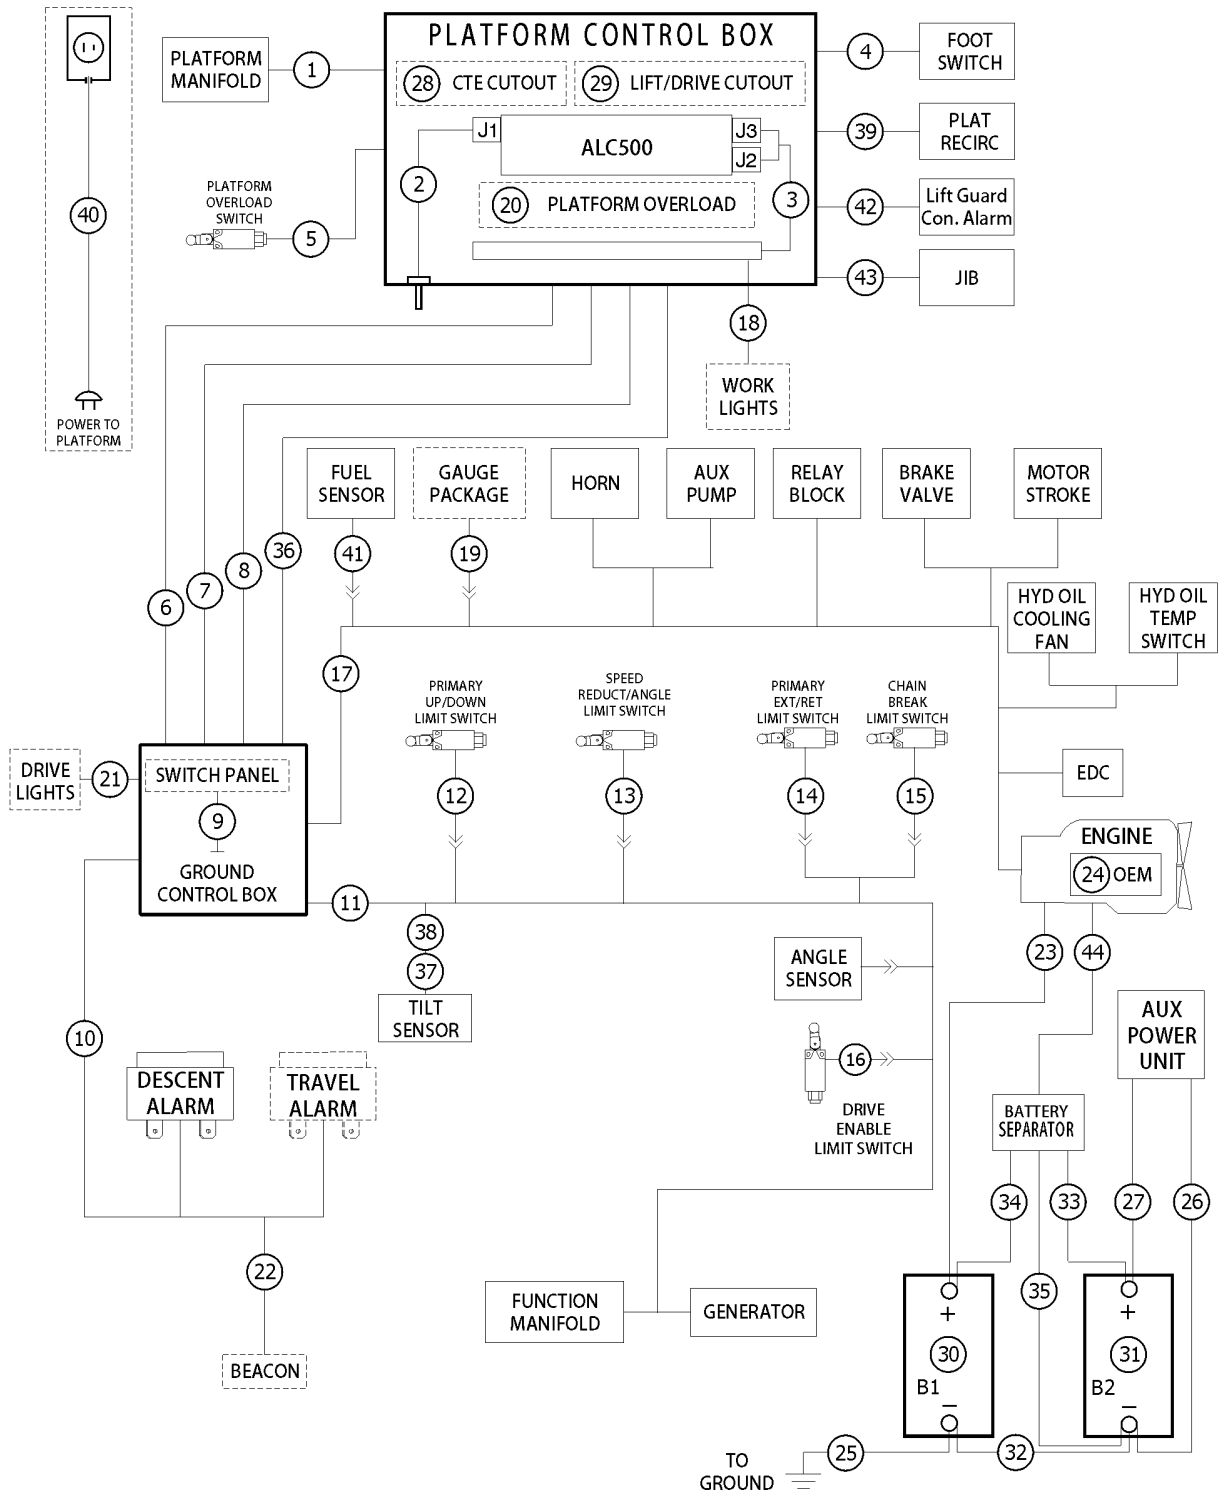 PLATFORM CONTROL BOX
PLATFORM
MANIFOLD
1
28 CTE CUTOUT
29 LIFT/DRIVE CUTOUT
4
FOOT
SWITCH
J1
ALC500
J3
J2
39
PLAT
RECIRC
2
3
20 PLATFORM OVERLOAD
40
PLATFORM
OVERLOAD
SWITCH
5
42
Lift Guard
Con. Alarm
43
JIB
18
WORK
LIGHTS
POWER TO
PLATFORM
FUEL
SENSOR
GAUGE
PACKAGE
HORN
AUX
PUMP
RELAY
BLOCK
BRAKE
VALVE
MOTOR
STROKE
41
19
36
8
7
6
HYD OIL
COOLING
FAN
HYD OIL
TEMP
SWITCH
17
PRIMARY
UP/DOWN
LIMIT SWITCH
SPEED
REDUCT/ANGLE
LIMIT SWITCH
PRIMARY
EXT/RET
LIMIT SWITCH
CHAIN
BREAK
LIMIT SWITCH
DRIVE
LIGHTS
21
SWITCH PANEL
9
GROUND
CONTROL BOX
12
13
14
15
EDC
ENGINE
24 OEM
11
38
37
TILT
SENSOR
ANGLE
SENSOR
23
44
10
DESCENT
ALARM
TRAVEL
ALARM
16
DRIVE
ENABLE
LIMIT SWITCH
AUX
POWER
UNIT
BATTERY
SEPARATOR
34
33
27
26
22
BEACON
FUNCTION
MANIFOLD
GENERATOR
35
+
30
B1
−
+
31
B2
−
25
32
TO
GROUND